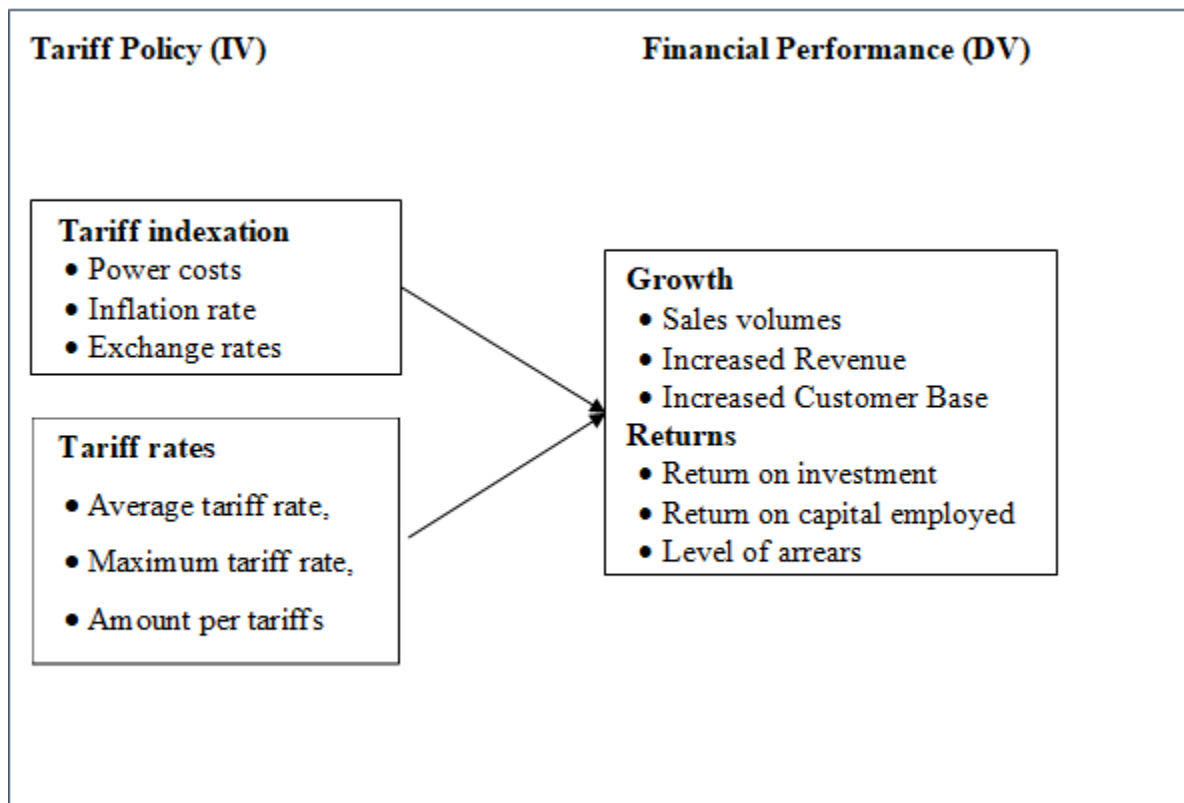 Tariff Policy (IV)
Financial Performance (DV)
Tariff indexation
• Power costs
• Inflation rate
• Exchange rates
Tariff rates
• Average tariff rate,
• Maximum tariff rate,
• Amount per tariffs
Growth
• Sales volumes
• Increased Revenue
• Increased Customer Base
Returns
• Return on investment
• Return on capital employed
• Level of arrears